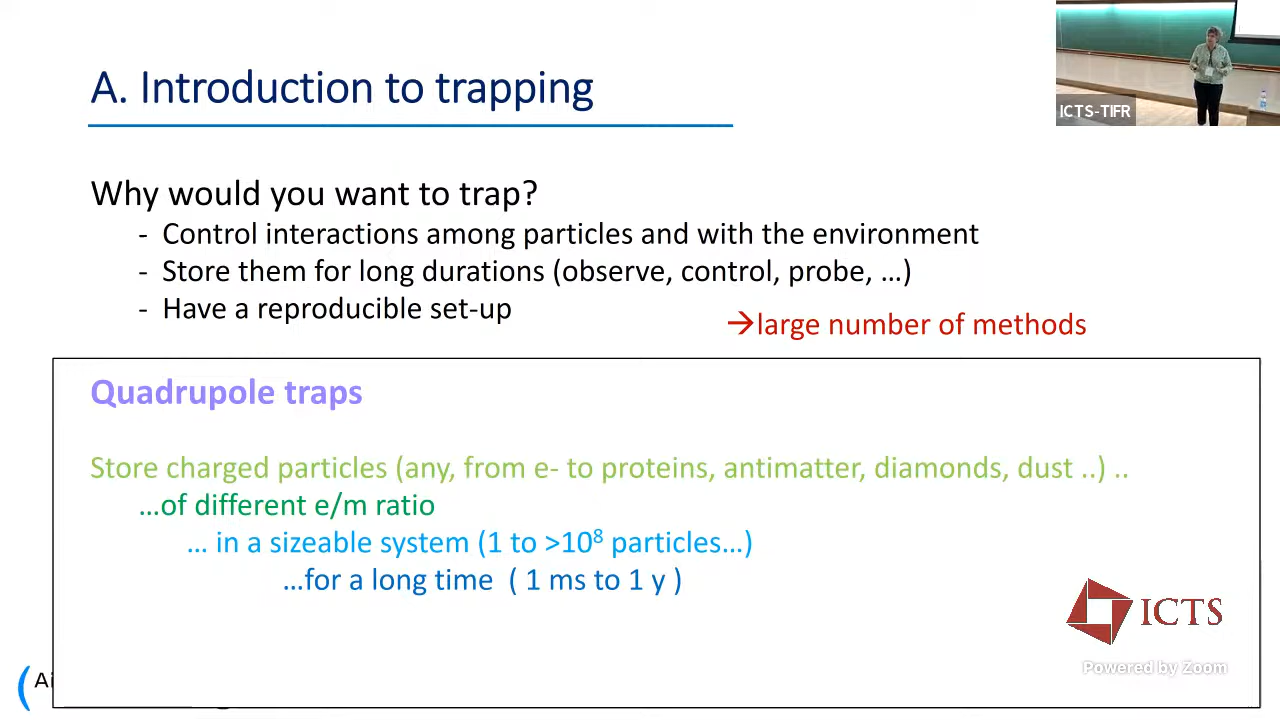 A. Introduction to trapping
ICTS-TIFR
Why would you want to trap?
- Control interactions among particles and with the environment
- Store them for long durations (observe, control, probe, …)
- Have a reproducible set-up
→large number of methods
Quadrupole traps
Store charged particles (any, from e- to proteins, antimatter, diamonds, dust ..) ..
…of different e/m ratio
… in a sizeable system (1 to >10⁸ particles…)
…for a long time ( 1 ms to 1 y )
ICTS
Powered by Zoom